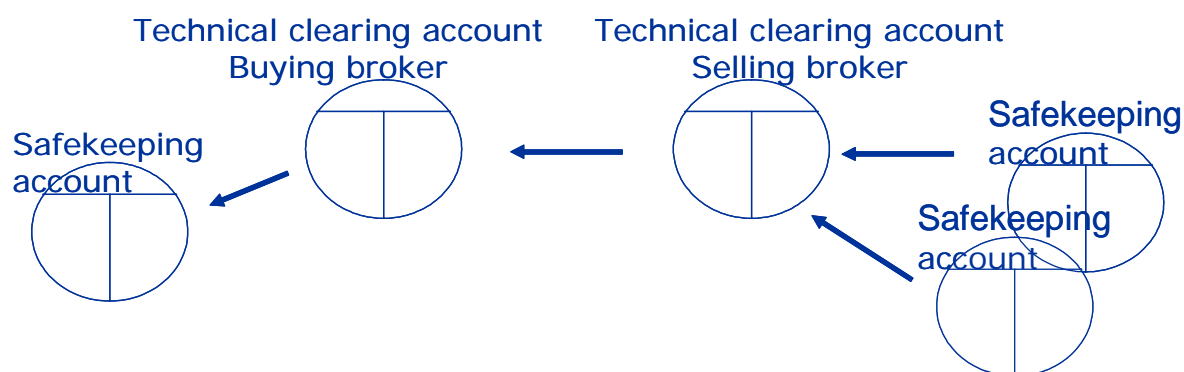 Technical clearing account
Buying broker
Technical clearing account
Selling broker
Safekeeping
account
Safekeeping
account
Safekeeping
account